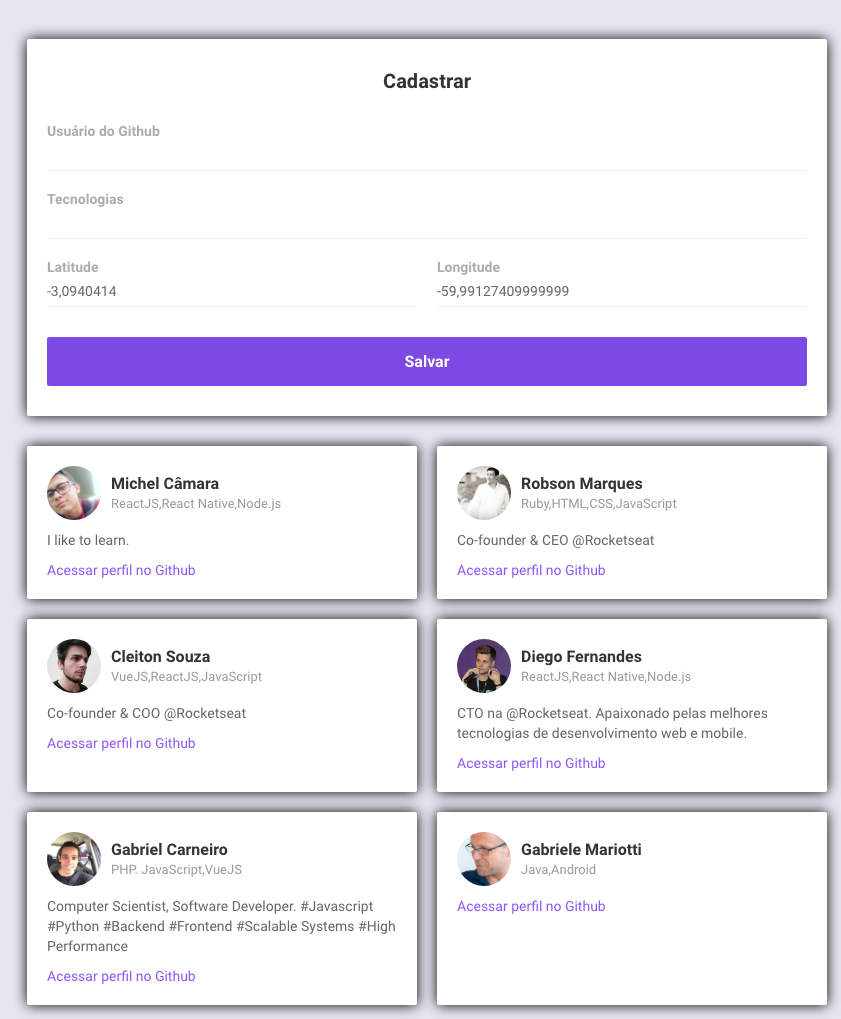 Cadastrar
Usuário do Github
Tecnologias
Latitude
-3,0940414
Longitude
-59,99127409999999
Salvar
Michel Câmara
ReactJS,React Native,Node.js
I like to learn.
Acessar perfil no Github
Robson Marques
Ruby,HTML,CSS,JavaScript
Co-founder & CEO @Rocketseat
Acessar perfil no Github
Cleiton Souza
VueJS,ReactJS,JavaScript
Co-founder & COO @Rocketseat
Acessar perfil no Github
Diego Fernandes
ReactJS,React Native,Node.js
CTO na @Rocketseat. Apaixonado pelas melhores
tecnologias de desenvolvimento web e mobile.
Acessar perfil no Github
Gabriel Carneiro
PHP. JavaScript,VueJS
Computer Scientist, Software Developer. #Javascript
#Python #Backend #Frontend #Scalable Systems #High
Performance
Acessar perfil no Github
Gabriele Mariotti
Java,Android
Acessar perfil no Github